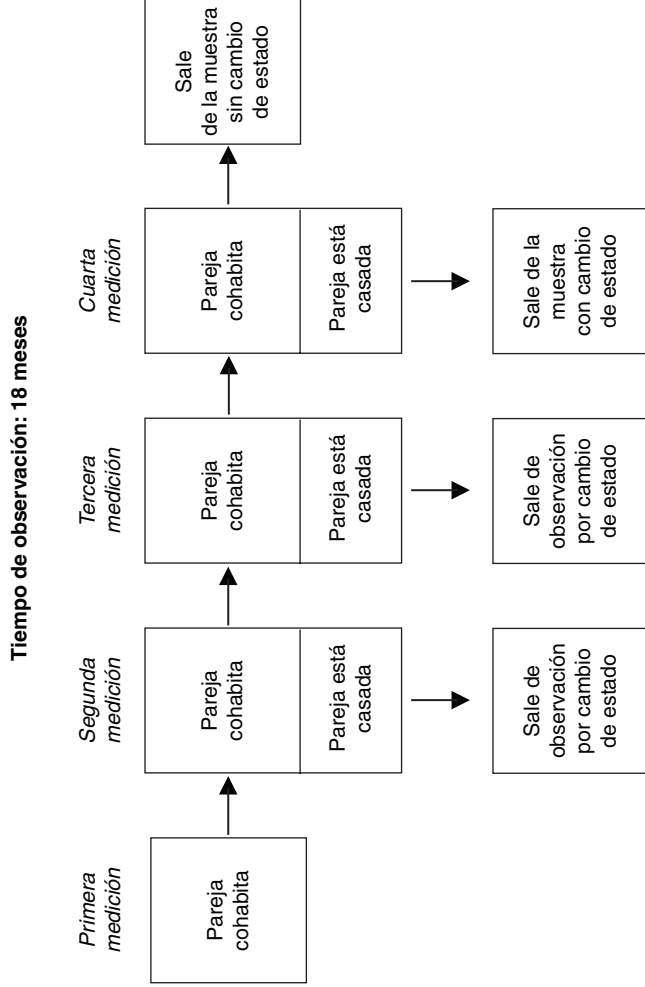 Tiempo de observación: 18 meses
Primera
medición
Pareja
cohabita
Segunda
medición
Pareja
cohabita
Pareja está
casada
Sale de
observación
por cambio
de estado
Tercera
medición
Pareja
cohabita
Pareja está
casada
Sale de
observación
por cambio
de estado
Cuarta
medición
Pareja
cohabita
Pareja está
casada
Sale de la
muestra
con cambio
de estado
Sale
de la muestra
sin cambio
de estado